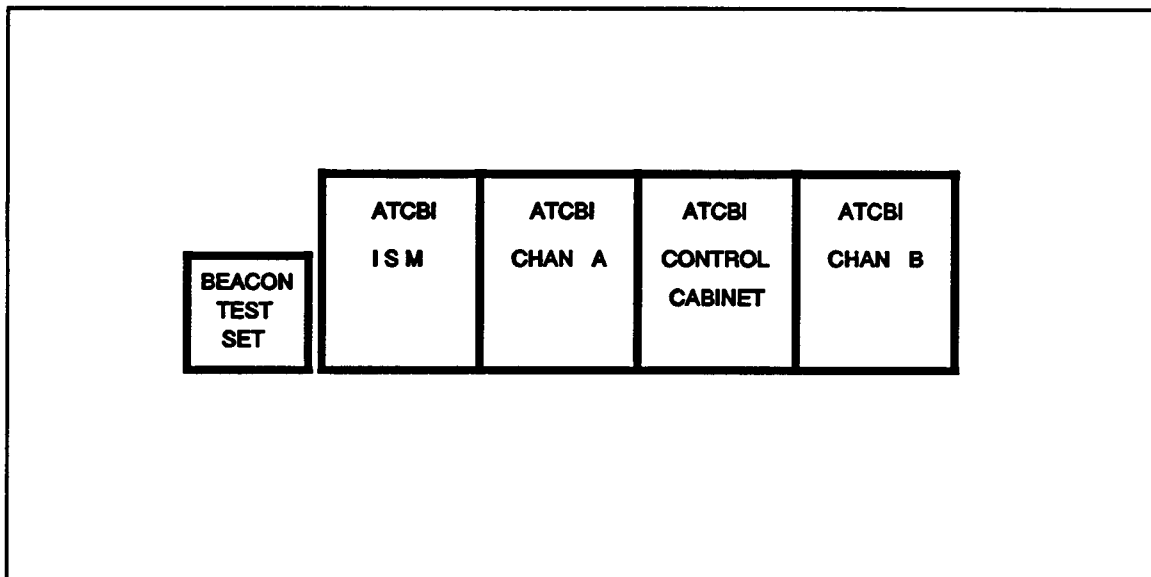 BEACON
TEST
SET
ATCBI
I S M
ATCBI
CHAN A
ATCBI
CONTROL
CABINET
ATCBI
CHAN B